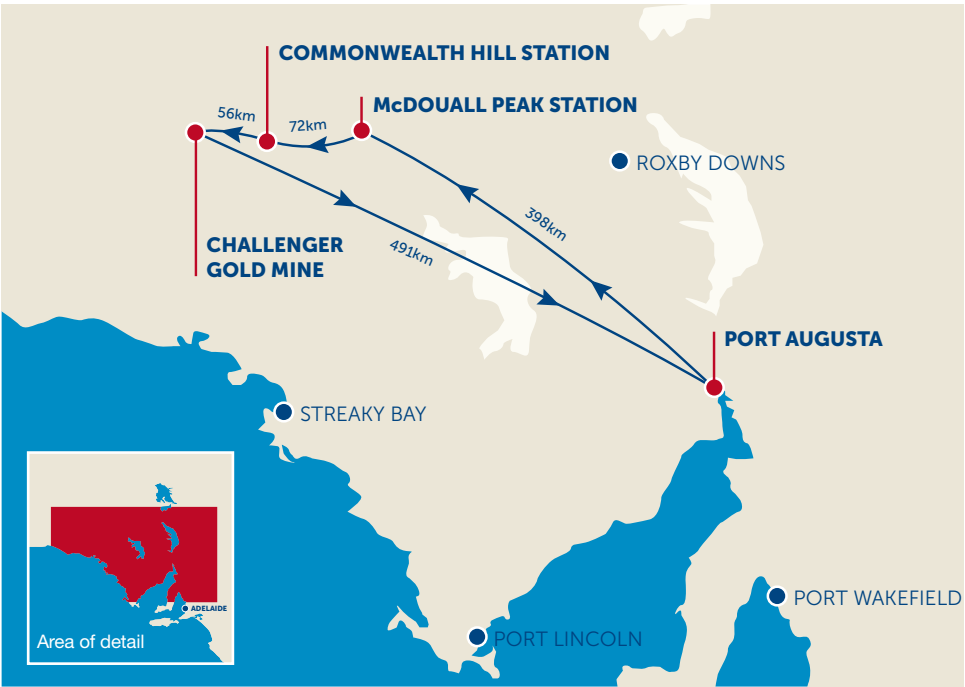 COMMONWEALTH HILL STATION
McDOUALL PEAK STATION
56km
72km
ROXBY DOWNS
398km
CHALLENGER
GOLD MINE
491km
PORT AUGUSTA
STREAKY BAY
PORT WAKEFIELD
ADELAIDE
Area of detail
PORT LINCOLN